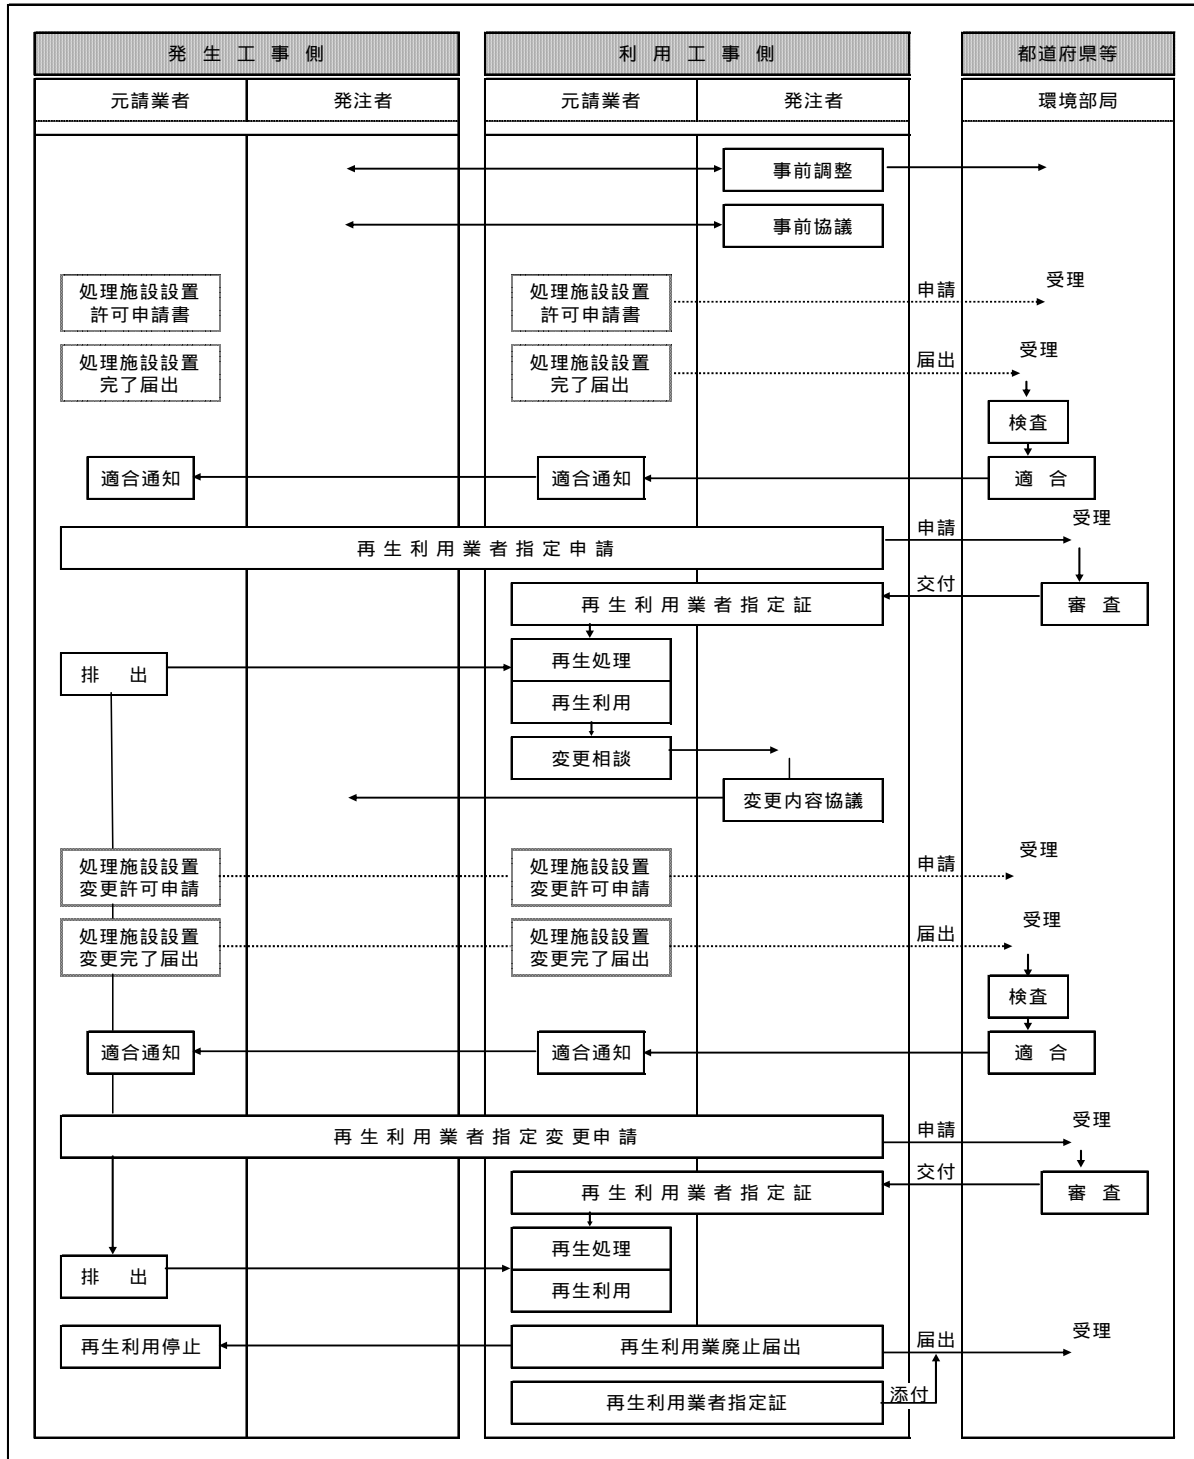 発生工事側 利用工事側 都道府県等
元請業者 発注者 元請業者 発注者 環境部局
事前調整
事前協議
処理施設設置
許可申請書
処理施設設置
許可申請書
申請
受理
処理施設設置
完了届出
処理施設設置
完了届出
届出
受理
検査
適合通知 適合通知 適合
再生利用業者指定申請 申請 受理
再生利用業者指定証 交付 審査
排出 再生処理
再生利用
変更相談
変更内容協議
処理施設設置
変更許可申請
処理施設設置
変更許可申請
申請
受理
処理施設設置
変更完了届出
処理施設設置
変更完了届出
届出
受理
検査
適合通知 適合通知 適合
再生利用業者指定変更申請 申請 受理
再生利用業者指定証 交付 審査
再生処理
排出 再生利用
再生利用停止 再生利用業廃止届出 届出 受理
再生利用業者指定証 添付